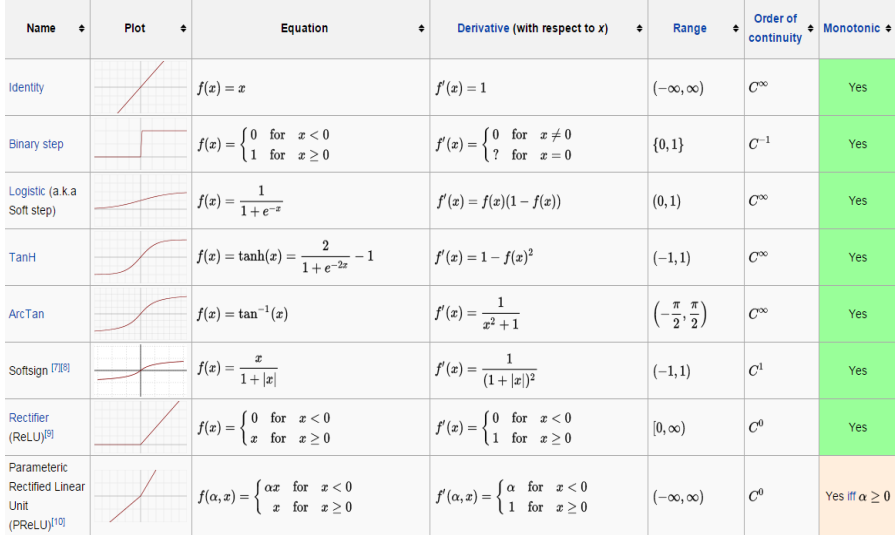 Name Plot Equation Derivative (with respect to x) Range Order of continuity Monotonic
Identity f(x) = x f′(x) = 1 (−∞, ∞) C^∞ Yes
Binary step f(x) = { 0 for x < 0 f′(x) = { 0 for x ≠ 0 {0, 1} C^−1 Yes
1 for x ≥ 0 ? for x = 0
Logistic (a.k.a f(x) = 1 / (1 + e^−x) f′(x) = f(x)(1 − f(x)) (0, 1) C^∞ Yes
Soft step)
TanH f(x) = tanh(x) = 2 / (1 + e^−2x) − 1 f′(x) = 1 − f(x)^2 (−1, 1) C^∞ Yes
ArcTan f(x) = tan^−1(x) f′(x) = 1 / (x^2 + 1) (−π/2, π/2) C^∞ Yes
Softsign [7][8] f(x) = x / (1 + |x|) f′(x) = 1 / (1 + |x|)^2 (−1, 1) C^1 Yes
Rectifier f(x) = { 0 for x < 0 f′(x) = { 0 for x < 0 [0, ∞) C^0 Yes
(ReLU)[9] x for x ≥ 0 1 for x ≥ 0
Parameteric
Rectified Linear f(α, x) = { αx for x < 0 f′(α, x) = { α for x < 0 (−∞, ∞) C^0 Yes iff α ≥ 0
Unit x for x ≥ 0 1 for x ≥ 0
(PReLU)[10]